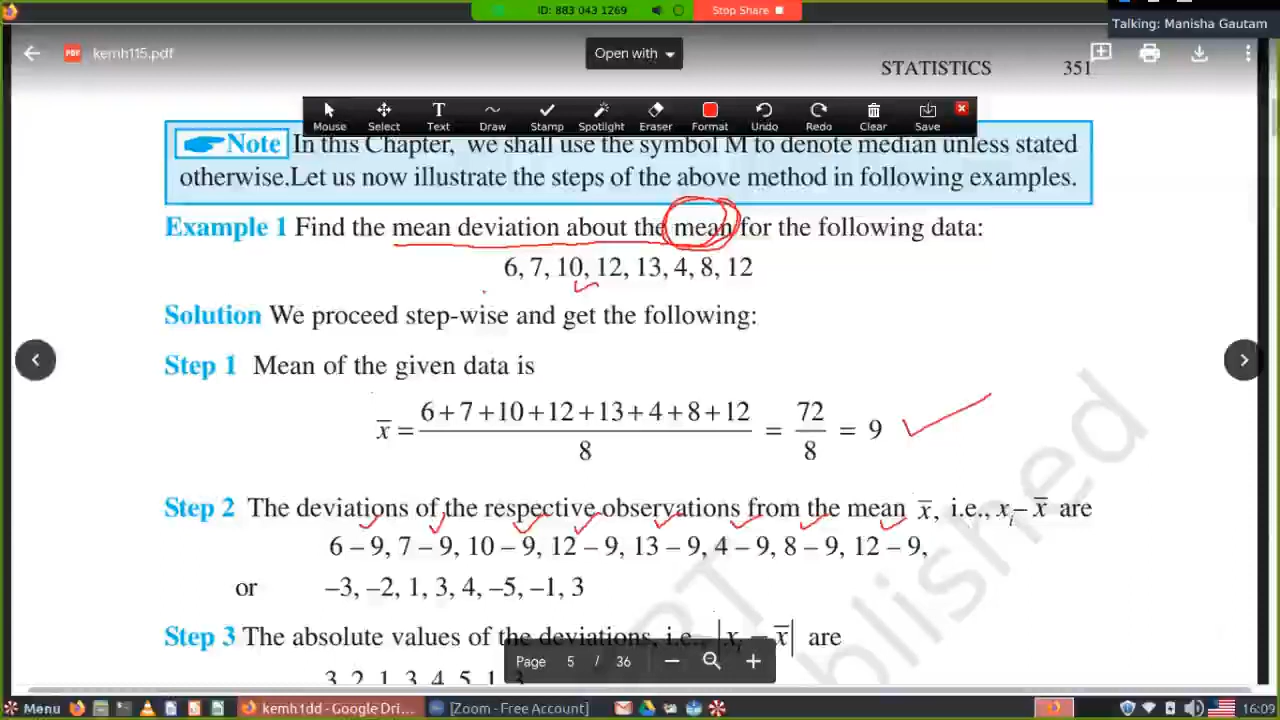 ID: 883 043 1269
Stop Share
Talking: Manisha Gautam
kemh115.pdf
Open with
STATISTICS 351
Mouse Select Text Draw Stamp Spotlight Eraser Format Undo Redo Clear Save
Note In this Chapter, we shall use the symbol M to denote median unless stated
otherwise.Let us now illustrate the steps of the above method in following examples.
Example 1 Find the mean deviation about the mean for the following data:
6, 7, 10, 12, 13, 4, 8, 12
Solution We proceed step-wise and get the following:
Step 1 Mean of the given data is
x̅ = (6+7+10+12+13+4+8+12)/8 = 72/8 = 9
Step 2 The deviations of the respective observations from the mean x̅, i.e., xᵢ– x̅ are
6 – 9, 7 – 9, 10 – 9, 12 – 9, 13 – 9, 4 – 9, 8 – 9, 12 – 9,
or –3, –2, 1, 3, 4, –5, –1, 3
Step 3 The absolute values of the deviations, i.e., |xᵢ – x̅| are
3, 2, 1, 3, 4, 5, 1, 3
Page 5 / 36
Menu
kemh1dd - Google Dri...
[Zoom - Free Account]
16:09